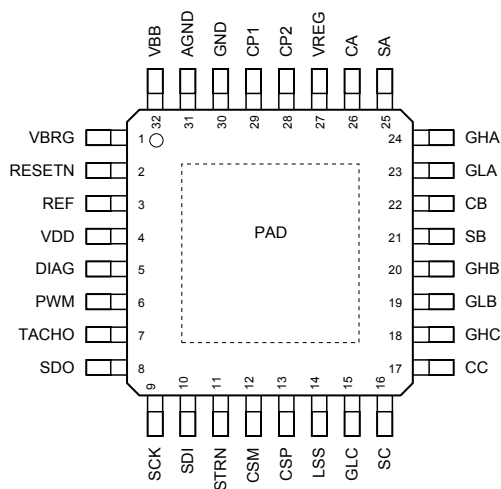 VBB AGND GND CP1 CP2 VREG CA SA
32 31 30 29 28 27 26 25
VBRG 1 24 GHA
RESETN 2 23 GLA
REF 3 22 CB
VDD 4 21 SB
PAD
DIAG 5 20 GHB
PWM 6 19 GLB
TACHO 7 18 GHC
SDO 8 17 CC
9 10 11 12 13 14 15 16
SCK SDI STRN CSM CSP LSS GLC SC